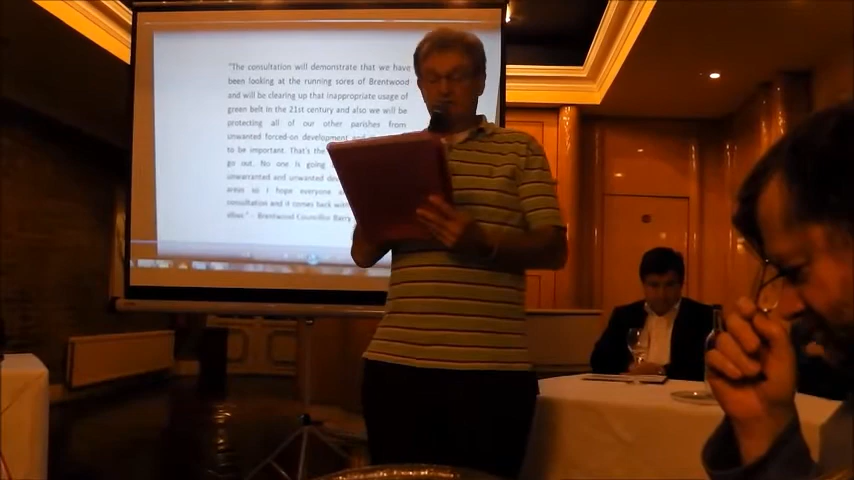 "The consultation will demonstrate that we have
been looking at the running sores of Brentwood
and will be clearing up that inappropriate usage of
green belt in the 21st century and also we will be
protecting all of our other parishes from
unwanted forced-on development,
to be important. That's the
go out. No one is going
unwarranted and unwanted
areas so I hope everyone
consultation and it comes back with
- Brentwood Councillor Barry